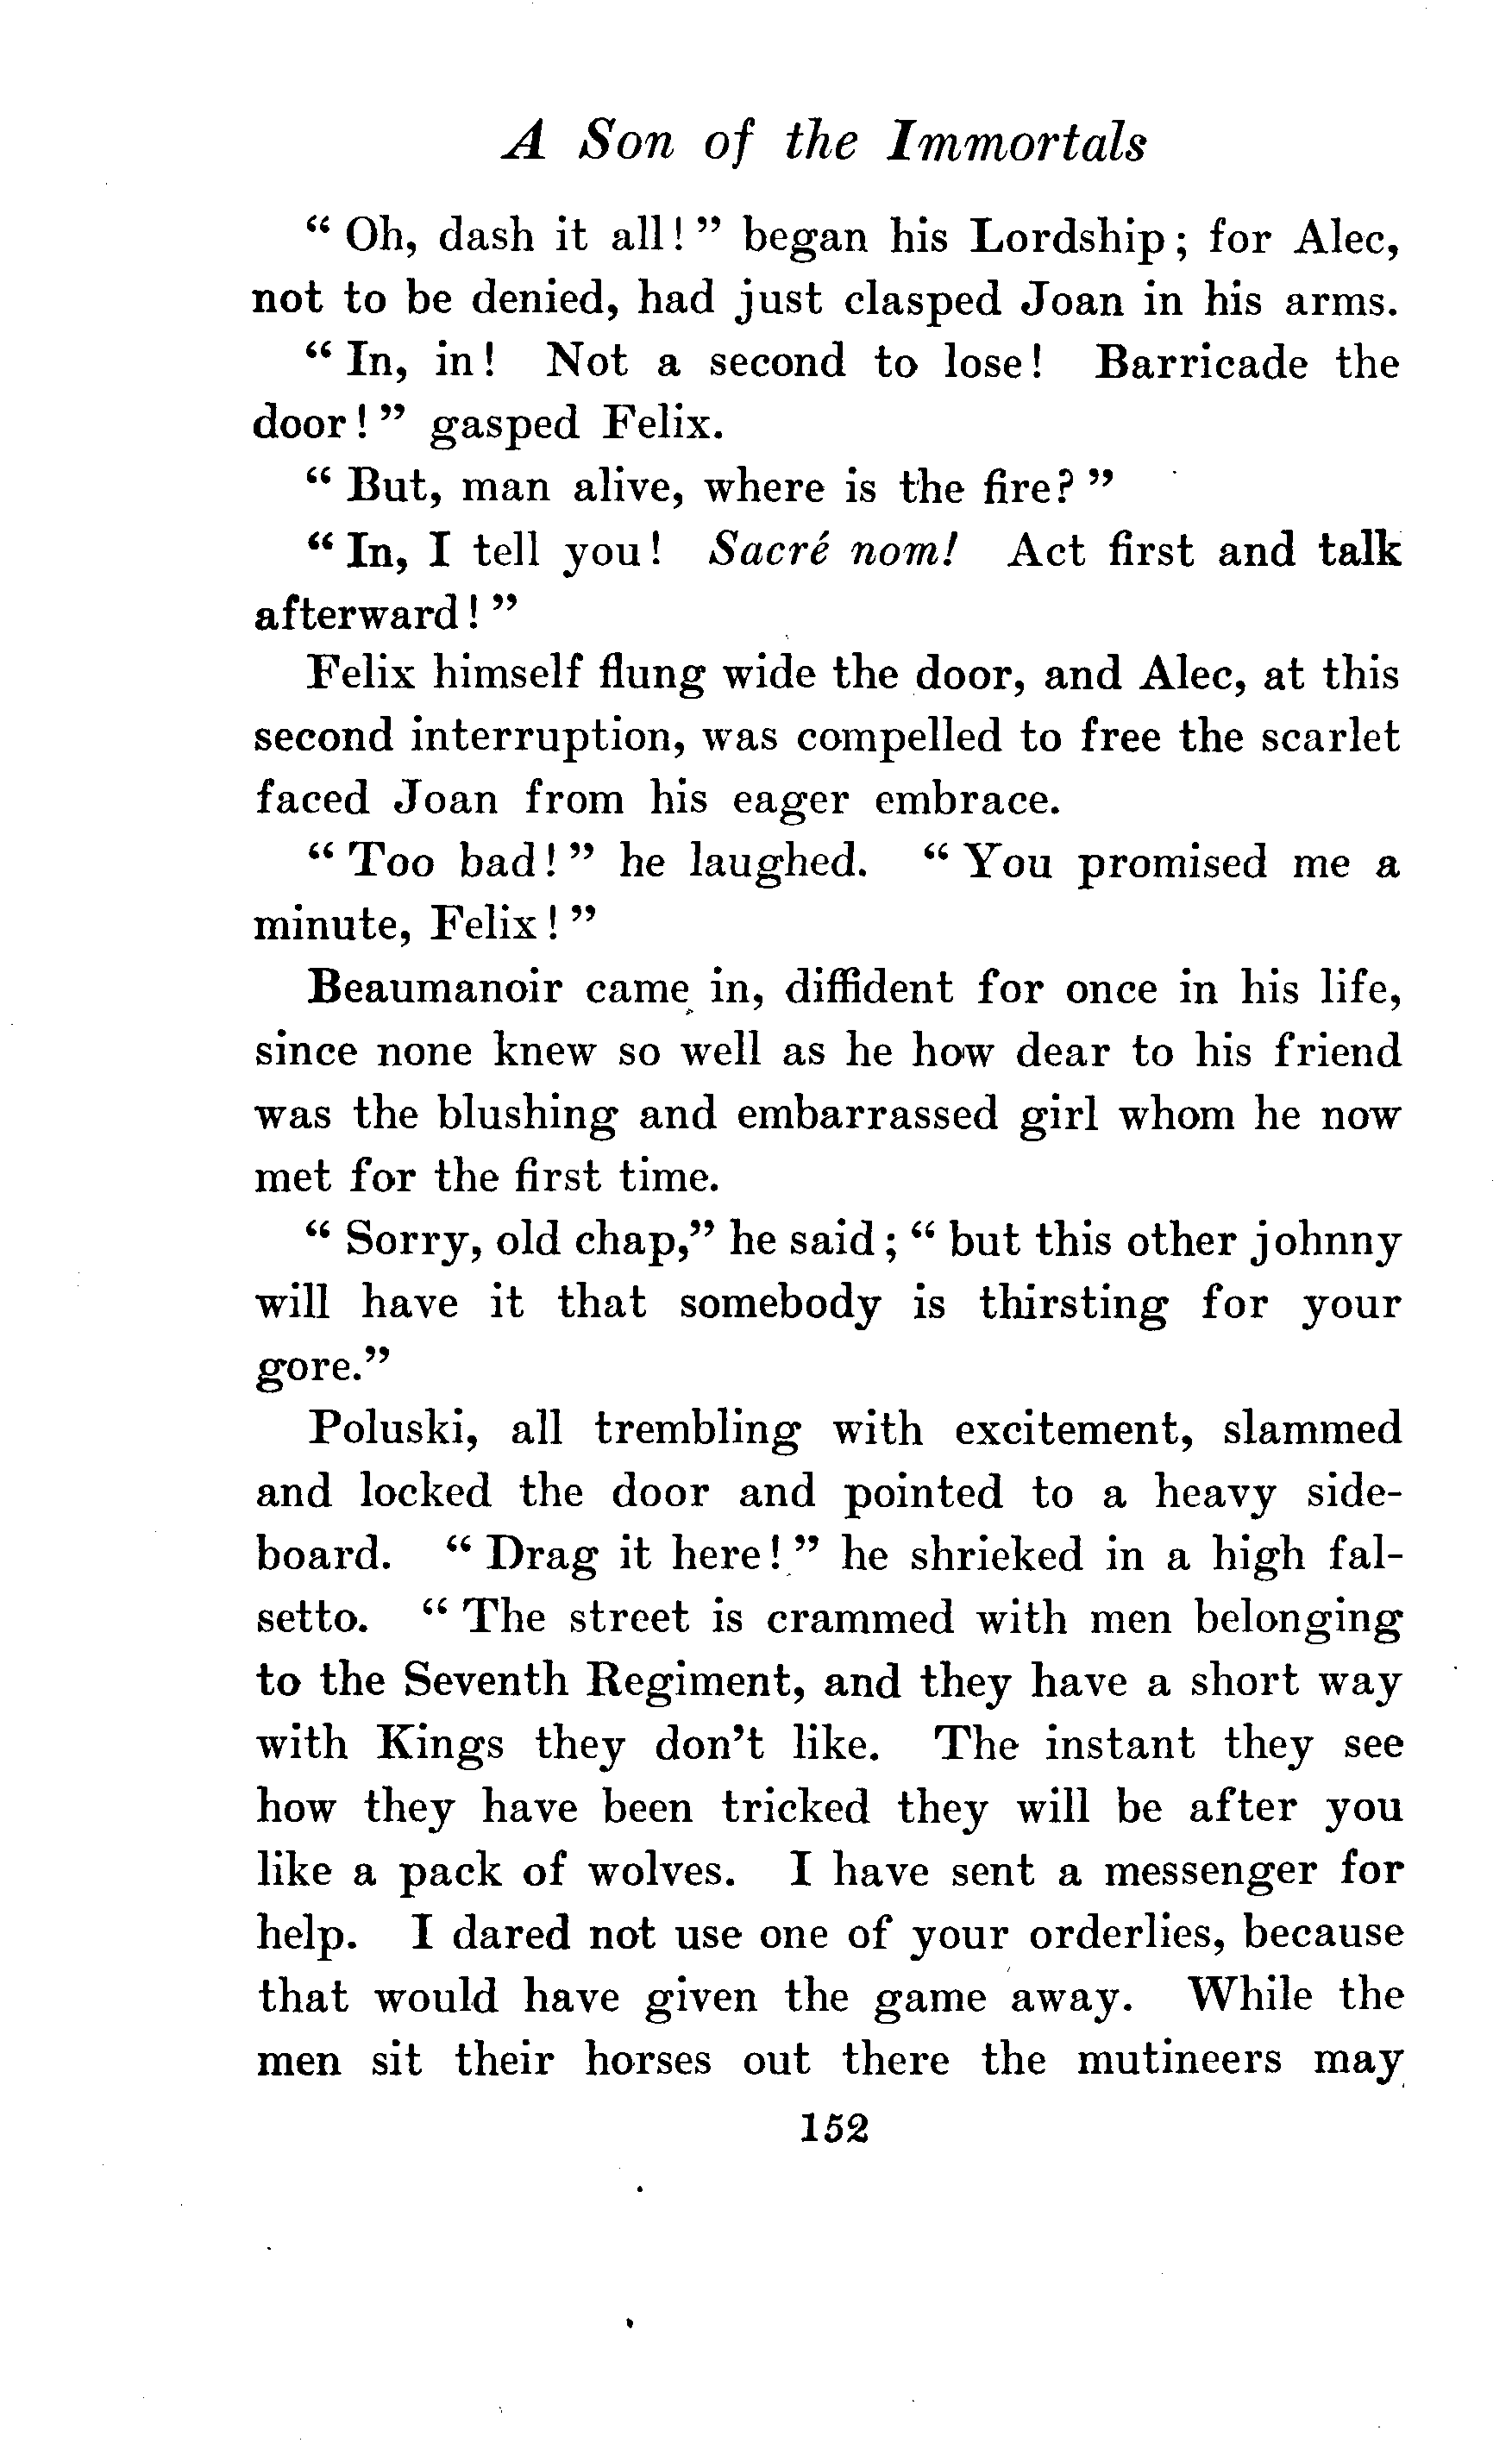 A Son of the Immortals
“ Oh, dash it all! ” began his Lordship; for Alec,
not to be denied, had just clasped Joan in his arms.
“ In, in! Not a second to lose! Barricade the
door! ” gasped Felix.
“ But, man alive, where is the fire? ”
“ In, I tell you! Sacré nom! Act first and talk
afterward! ”
Felix himself flung wide the door, and Alec, at this
second interruption, was compelled to free the scarlet
faced Joan from his eager embrace.
“ Too bad! ” he laughed. “ You promised me a
minute, Felix! ”
Beaumanoir came in, diffident for once in his life,
since none knew so well as he how dear to his friend
was the blushing and embarrassed girl whom he now
met for the first time.
“ Sorry, old chap,” he said; “ but this other johnny
will have it that somebody is thirsting for your
gore.”
Poluski, all trembling with excitement, slammed
and locked the door and pointed to a heavy side-
board. “ Drag it here! ” he shrieked in a high fal-
setto. “ The street is crammed with men belonging
to the Seventh Regiment, and they have a short way
with Kings they don’t like. The instant they see
how they have been tricked they will be after you
like a pack of wolves. I have sent a messenger for
help. I dared not use one of your orderlies, because
that would have given the game away. While the
men sit their horses out there the mutineers may
152